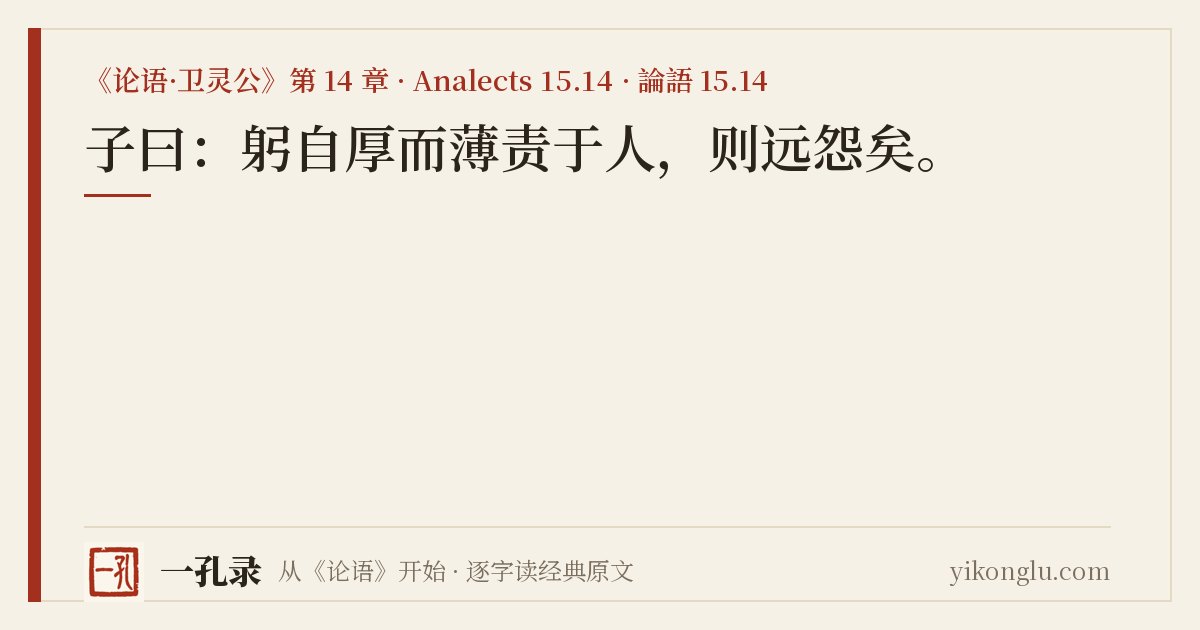 《论语·卫灵公》第 14 章 · Analects 15.14 · 論語 15.14
子曰：躬自厚而薄责于人，则远怨矣。
一孔
一孔录 从《论语》开始 · 逐字读经典原文 yikonglu.com